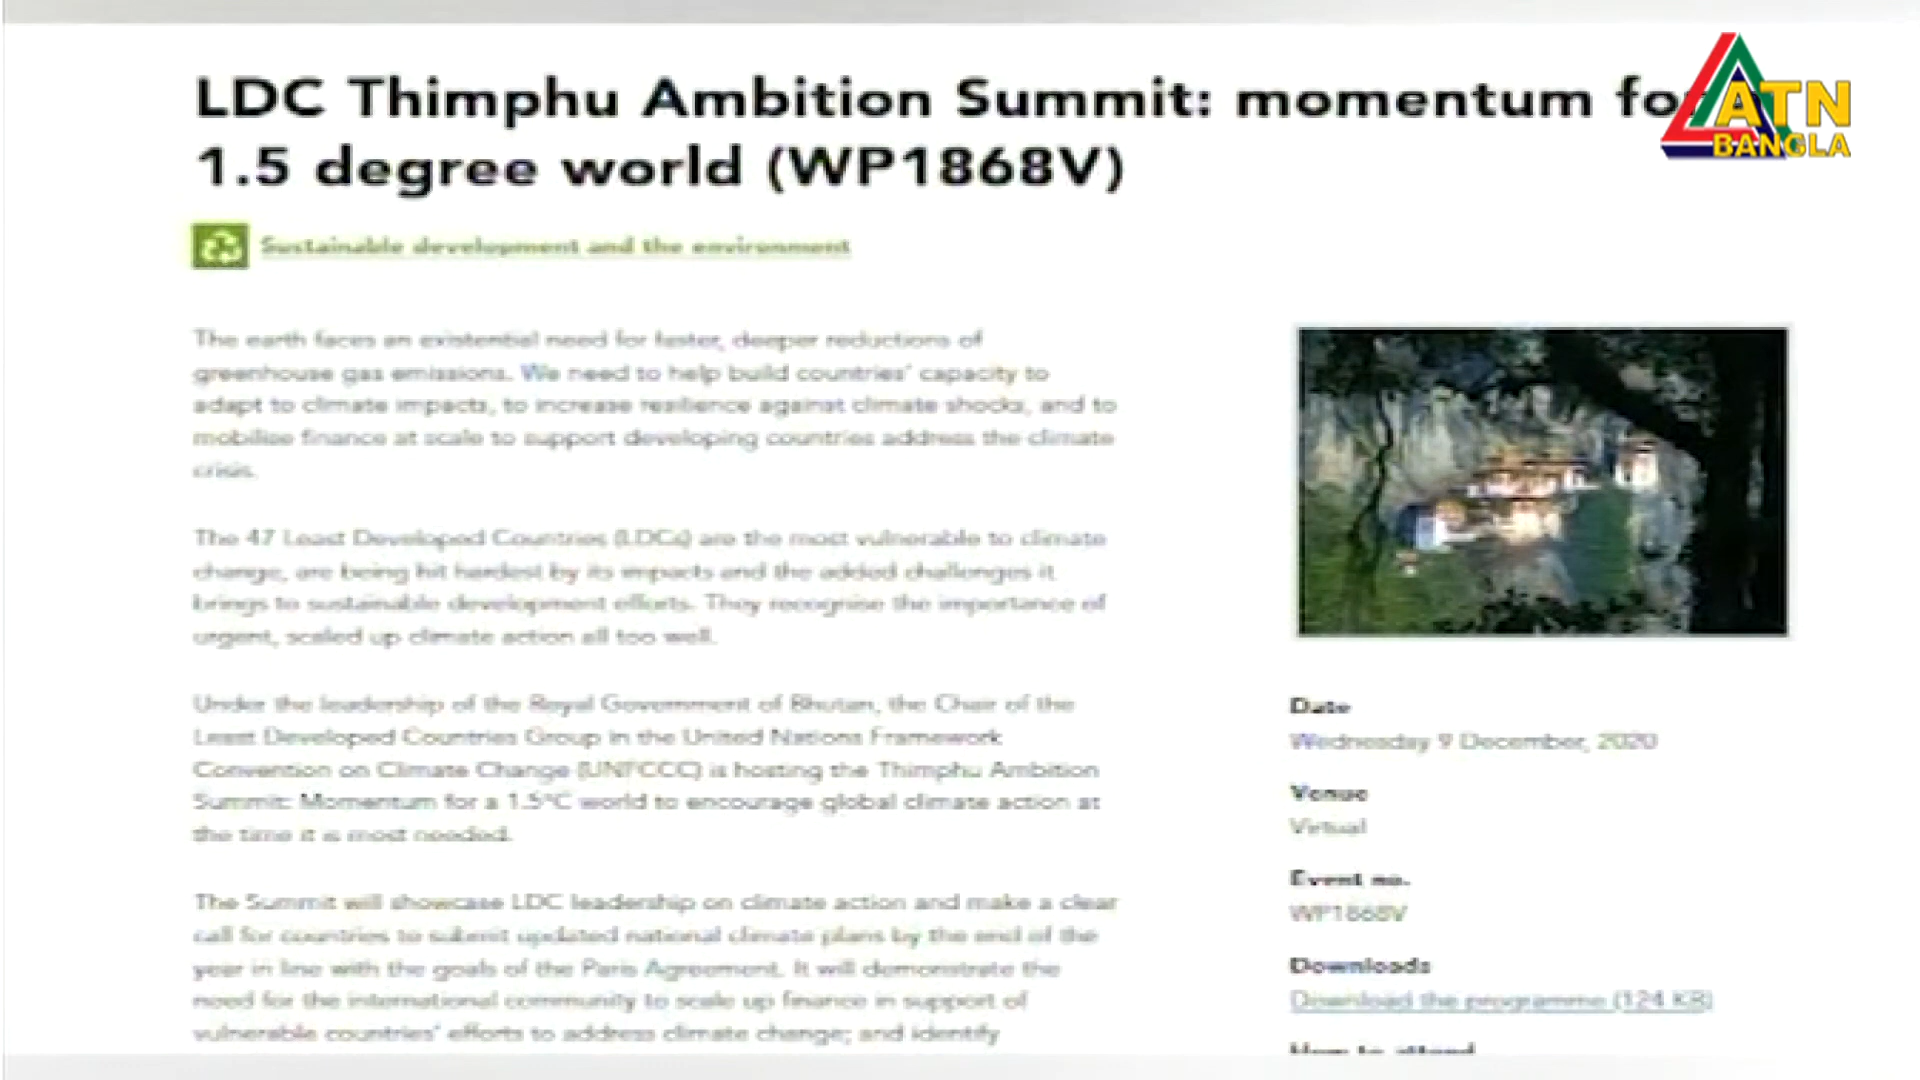 LDC Thimphu Ambition Summit: momentum for
1.5 degree world (WP1868V)
ATN
BANGLA
Sustainable development and the environment
The earth faces an existential need for faster, deeper reductions of
greenhouse gas emissions. We need to help build countries' capacity to
adapt to climate impacts, to increase resilience against climate shocks, and to
mobilise finance at scale to support developing countries address the climate
crisis.
The 47 Least Developed Countries (LDCs) are the most vulnerable to climate
change, are being hit hardest by its impacts and the added challenges it
brings to sustainable development efforts. They recognise the importance of
urgent, scaled up climate action all too well.
Under the leadership of the Royal Government of Bhutan, the Chair of the
Least Developed Countries Group in the United Nations Framework
Convention on Climate Change (UNFCCC) is hosting the Thimphu Ambition
Summit: Momentum for a 1.5°C world to encourage global climate action at
the time it is most needed.
The Summit will showcase LDC leadership on climate action and make a clear
call for countries to submit updated national climate plans by the end of the
year in line with the goals of the Paris Agreement. It will demonstrate the
need for the international community to scale up finance in support of
vulnerable countries' efforts to address climate change; and identify
Date
Wednesday 9 December, 2020
Venue
Virtual
Event no.
WP1868V
Downloads
Download the programme (124 KB)
How to attend